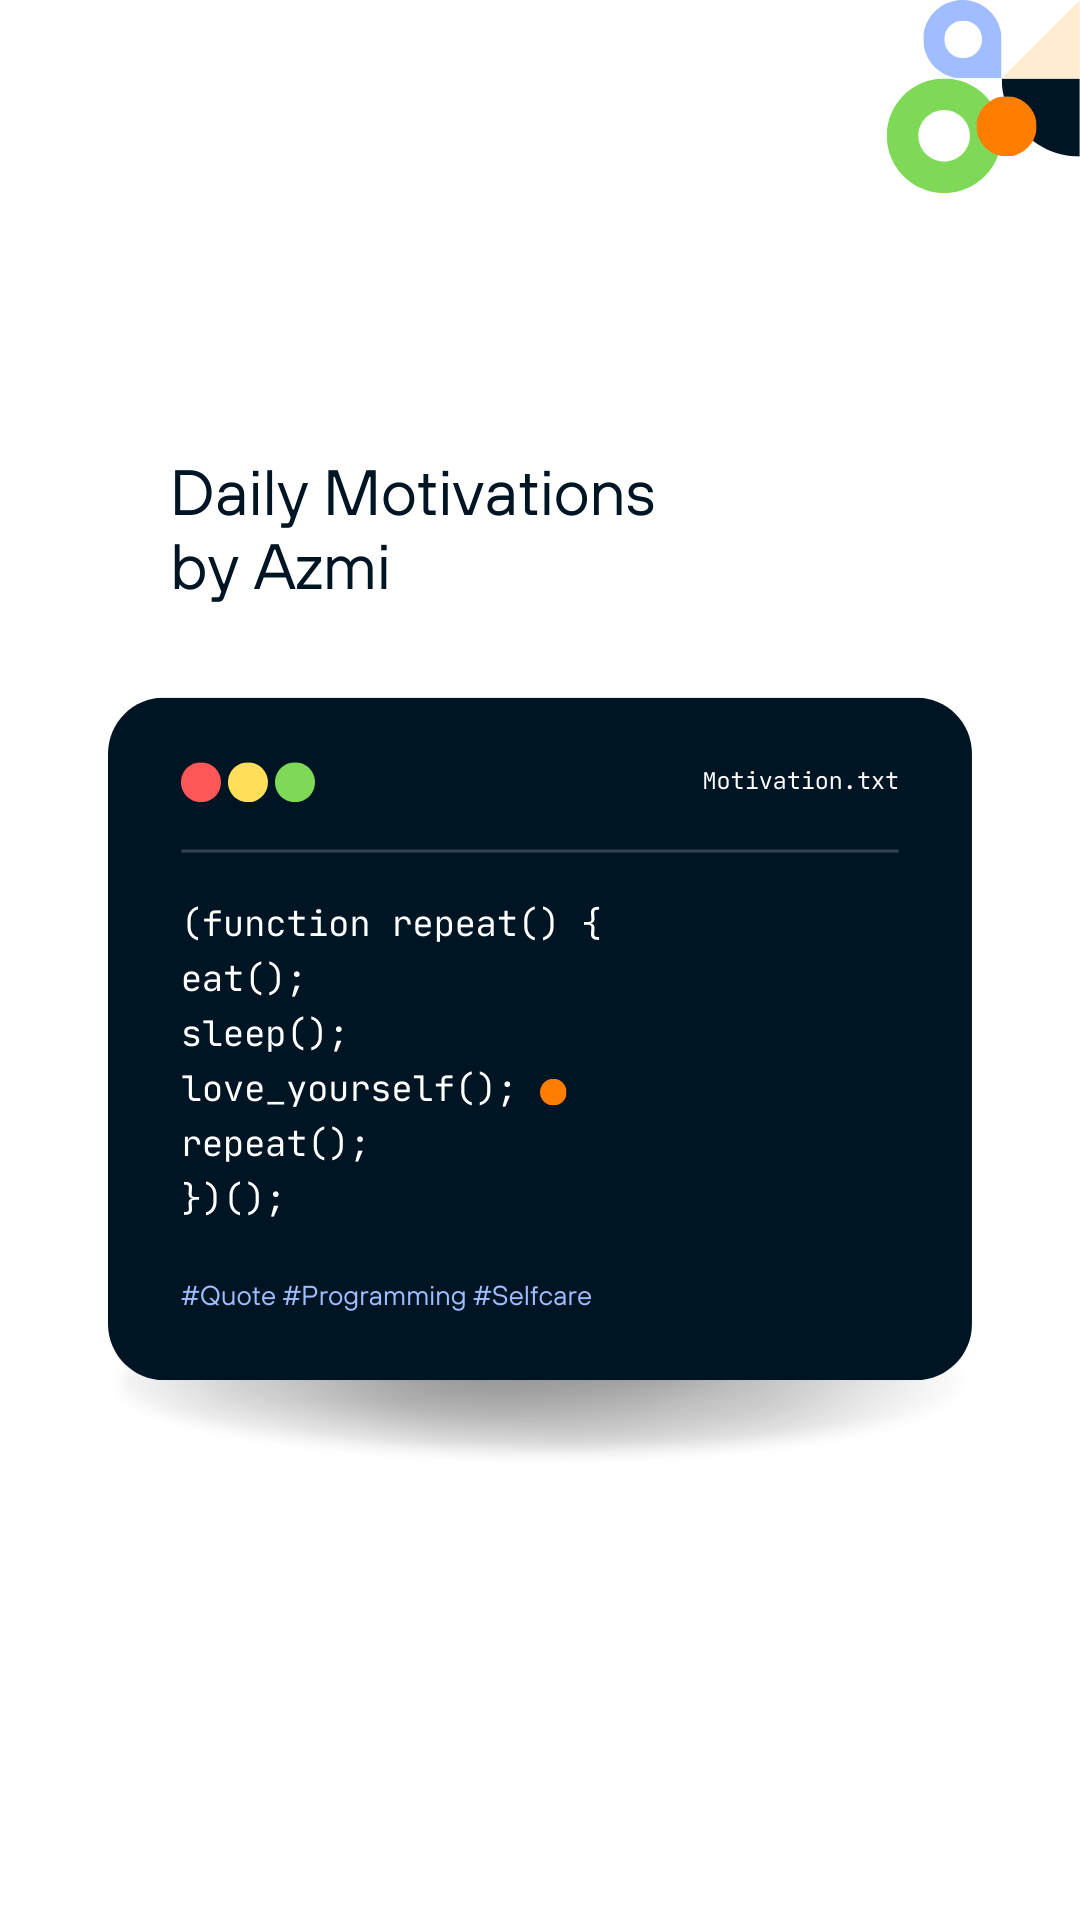 Daily Motivations
by Azmi
Motivation.txt
(function repeat() {
eat();
sleep();
love_yourself();
repeat();
})();
#Quote #Programming #Selfcare